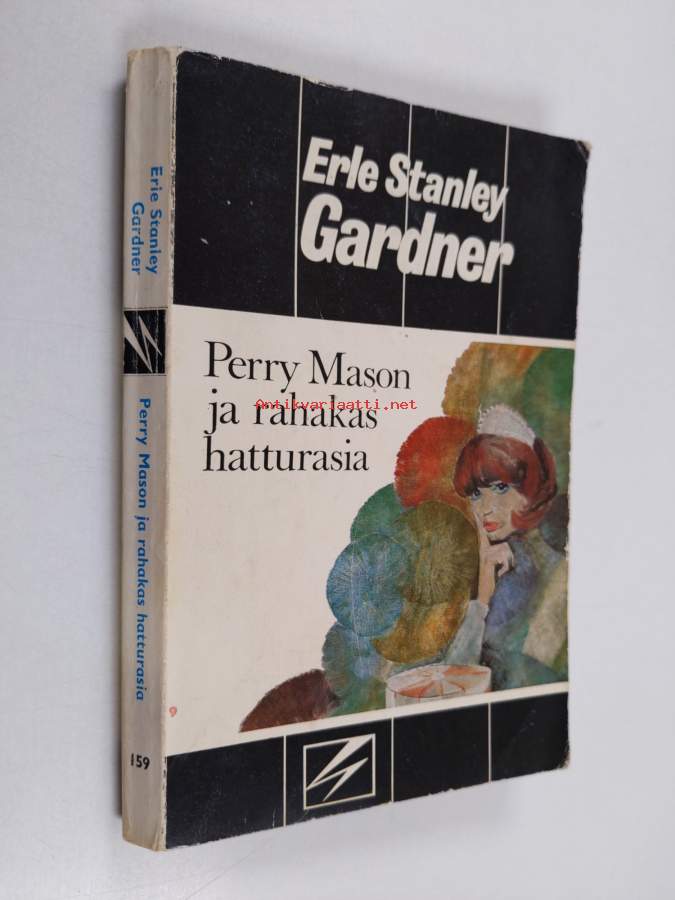 Erle Stanley
Gardner
Perry Mason
ja rahakas
hatturasia
Antikvariaatti.net
9
Erle Stanley
Gardner
Perry Mason ja rahakas hatturasia
159